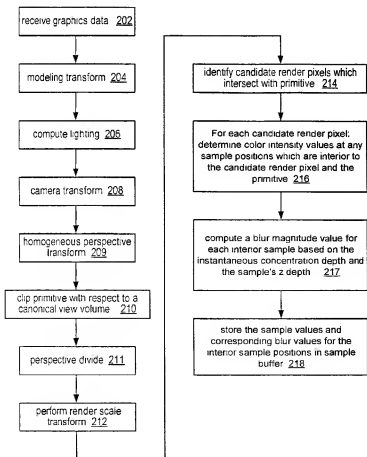 receive graphics data 202
modeling transform
204
compute lighting
206
camera transform
208
homogeneous perspective
transform 209
clip primitive with respect to a
canonical view volume 210
perspective divide 211
perform render scale
transform 212
identify candidate render pixels which
intersect with primitive 214
For each candidate render pixel:
determine color intensity values at any
sample positions which are interior to
the candidate render pixel and the
primitive 216
compute a blur magnitude value for
each interior sample based on the
instantaneous concentration depth and
the sample's z depth 217
store the sample values and
corresponding blur values for the
interior sample positions in sample
buffer 218